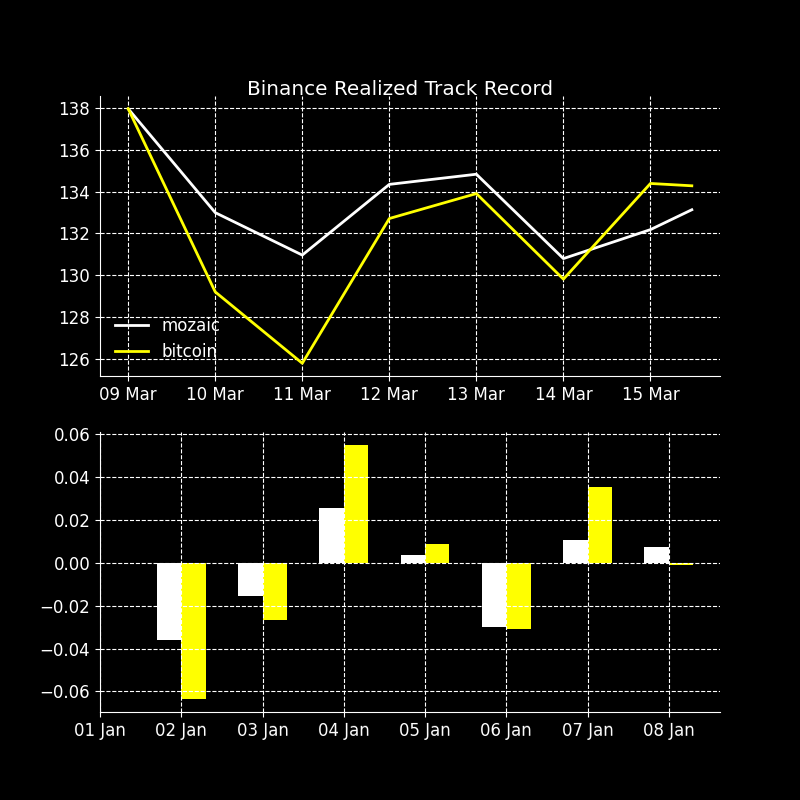 Binance Realized Track Record
138
136
134
132
130
128
126
mozaic
bitcoin
09 Mar 10 Mar 11 Mar 12 Mar 13 Mar 14 Mar 15 Mar
0.06
0.04
0.02
0.00
−0.02
−0.04
−0.06
01 Jan 02 Jan 03 Jan 04 Jan 05 Jan 06 Jan 07 Jan 08 Jan